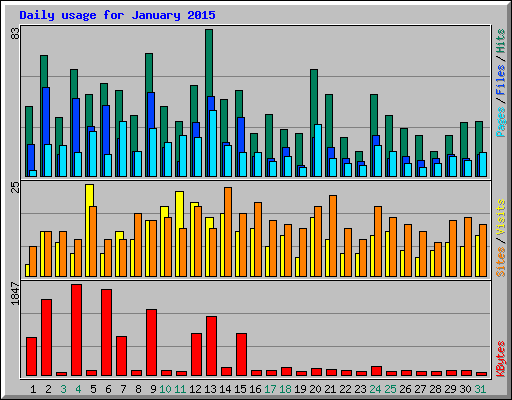 Daily usage for January 2015
83
Pages / Files / Hits
25
Sites / Visits
1847
KBytes
1 2 3 4 5 6 7 8 9 10 11 12 13 14 15 16 17 18 19 20 21 22 23 24 25 26 27 28 29 30 31